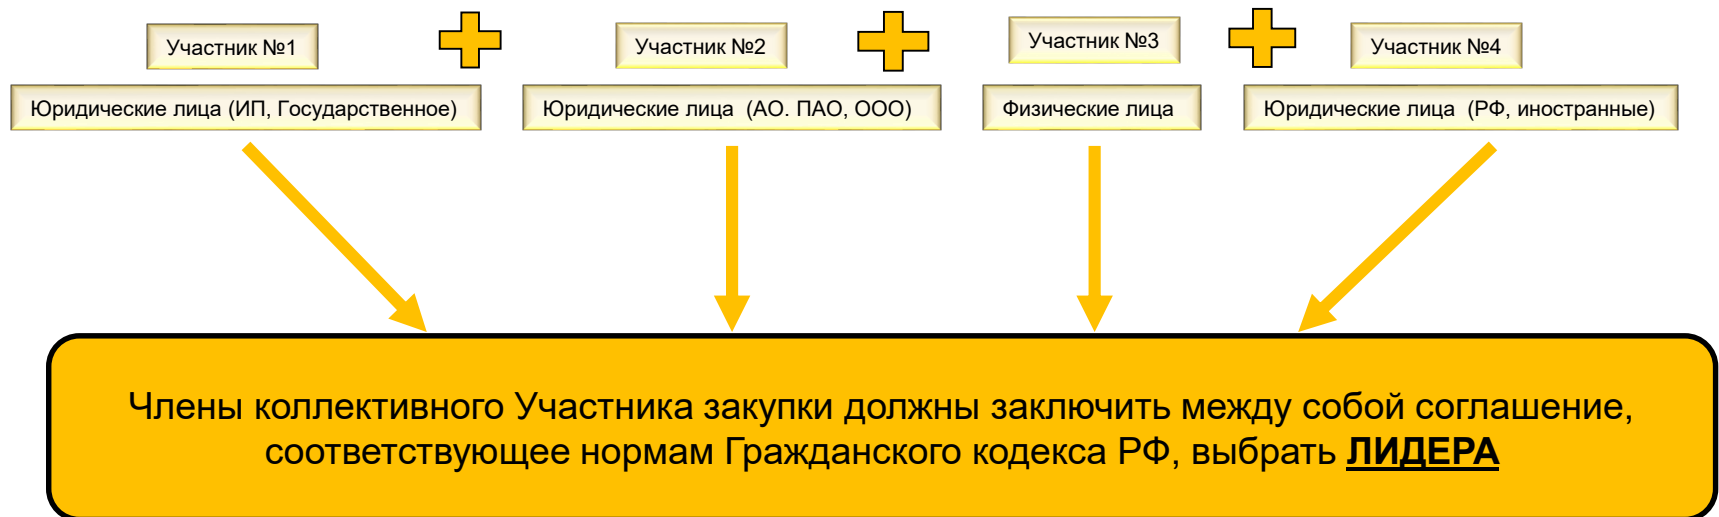 Участник №1
Участник №2
Участник №3
Участник №4
Юридические лица (ИП, Государственное)
Юридические лица (АО. ПАО, ООО)
Физические лица
Юридические лица (РФ, иностранные)
Члены коллективного Участника закупки должны заключить между собой соглашение,
соответствующее нормам Гражданского кодекса РФ, выбрать ЛИДЕРА